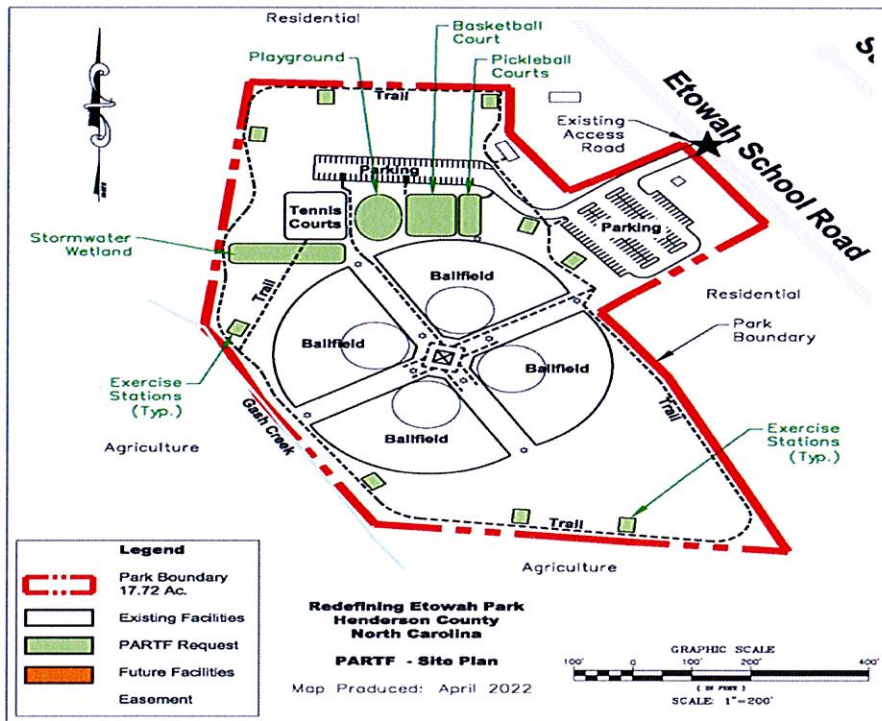 Residential
Basketball
Court
Playground
Pickleball
Courts
Trail
Existing
Access
Road
Etowah School Road
Parking
Tennis
Courts
Parking
Stormwater
Wetland
Ballfield
Residential
Trail
Park
Boundary
Ballfield
Ballfield
Exercise
Stations
(Typ.)
Trail
Gash Creek
Ballfield
Exercise
Stations
(Typ.)
Agriculture
Trail
Agriculture
Legend
Park Boundary
17.72 Ac.
Existing Facilities
PARTF Request
Future Facilities
Easement
Redefining Etowah Park
Henderson County
North Carolina
PARTF - Site Plan
Map Produced: April 2022
GRAPHIC SCALE
100' 0 100' 200' 400'
( IN FEET )
SCALE: 1"=200'